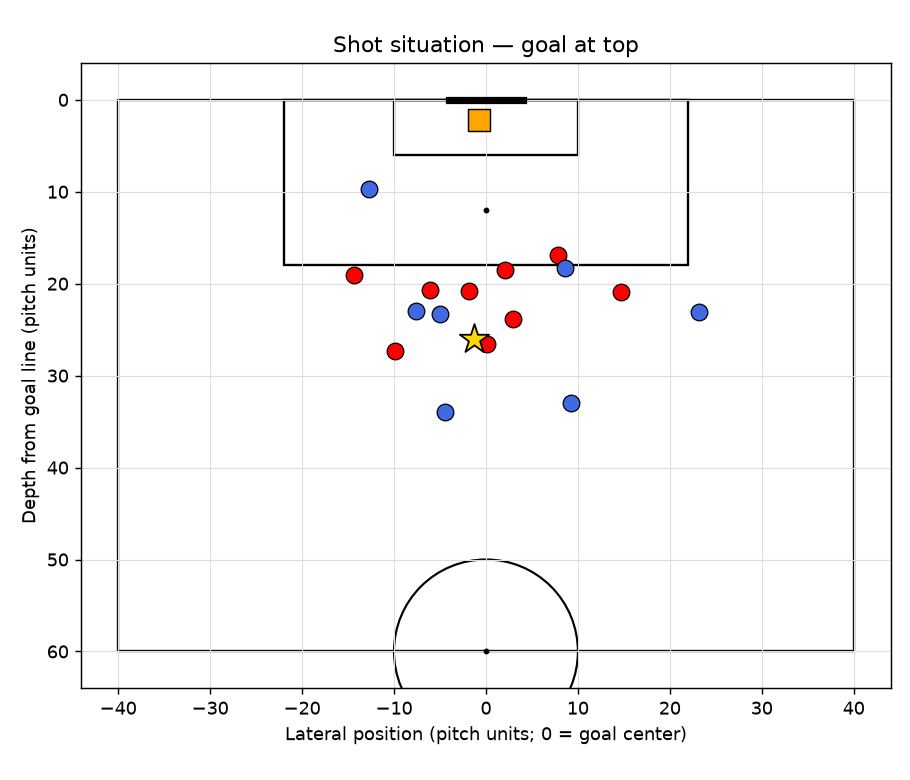 Shot situation — goal at top
0
10
20
30
40
50
60
Depth from goal line (pitch units)
−40 −30 −20 −10 0 10 20 30 40
Lateral position (pitch units; 0 = goal center)